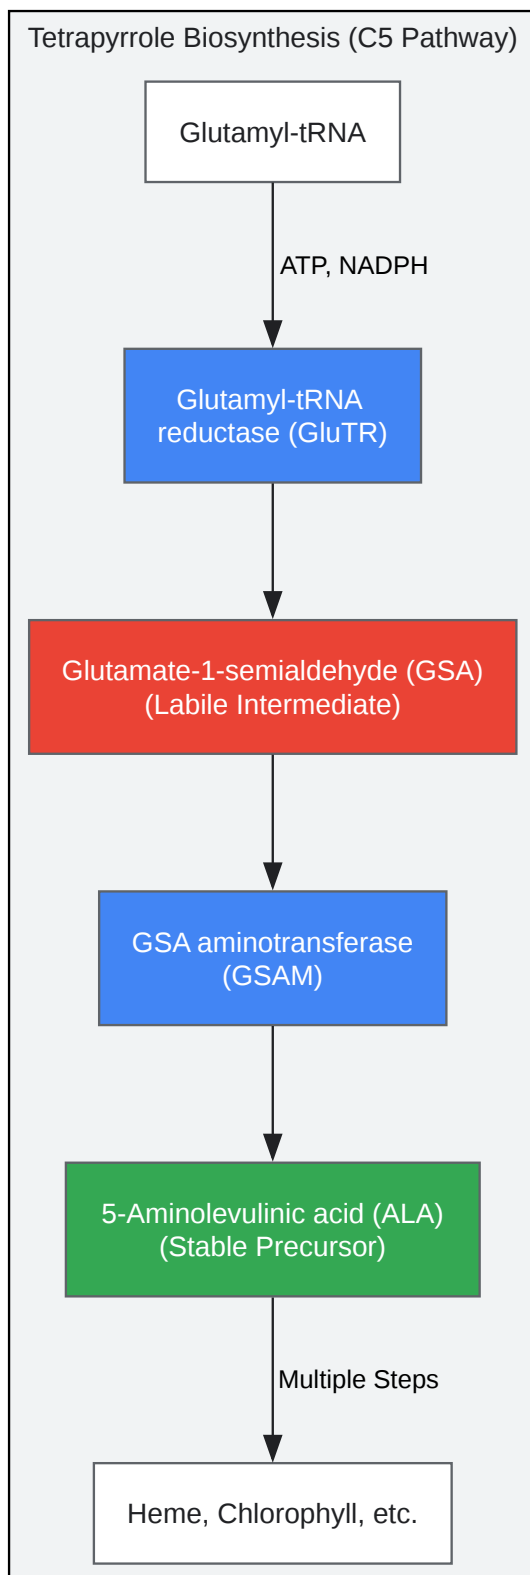 Tetrapyrrole Biosynthesis (C5 Pathway)
Glutamyl-tRNA
ATP, NADPH
Glutamyl-tRNA
reductase (GluTR)
Glutamate-1-semialdehyde (GSA)
(Labile Intermediate)
GSA aminotransferase
(GSAM)
5-Aminolevulinic acid (ALA)
(Stable Precursor)
Multiple Steps
Heme, Chlorophyll, etc.